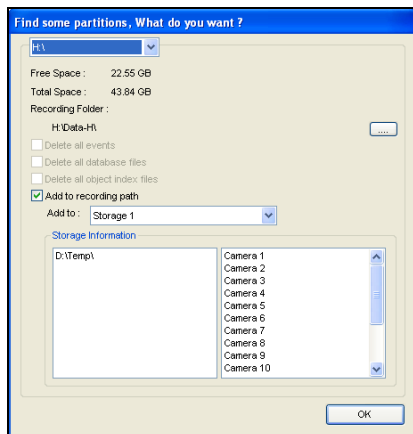 Find some partitions, What do you want ?
H:\
Free Space : 22.55 GB
Total Space : 43.84 GB
Recording Folder :
H:\Data-H\
....
Delete all events
Delete all database files
Delete all object index files
Add to recording path
Add to : Storage 1
Storage Information
D:\Temp\
Camera 1
Camera 2
Camera 3
Camera 4
Camera 5
Camera 6
Camera 7
Camera 8
Camera 9
Camera 10
OK